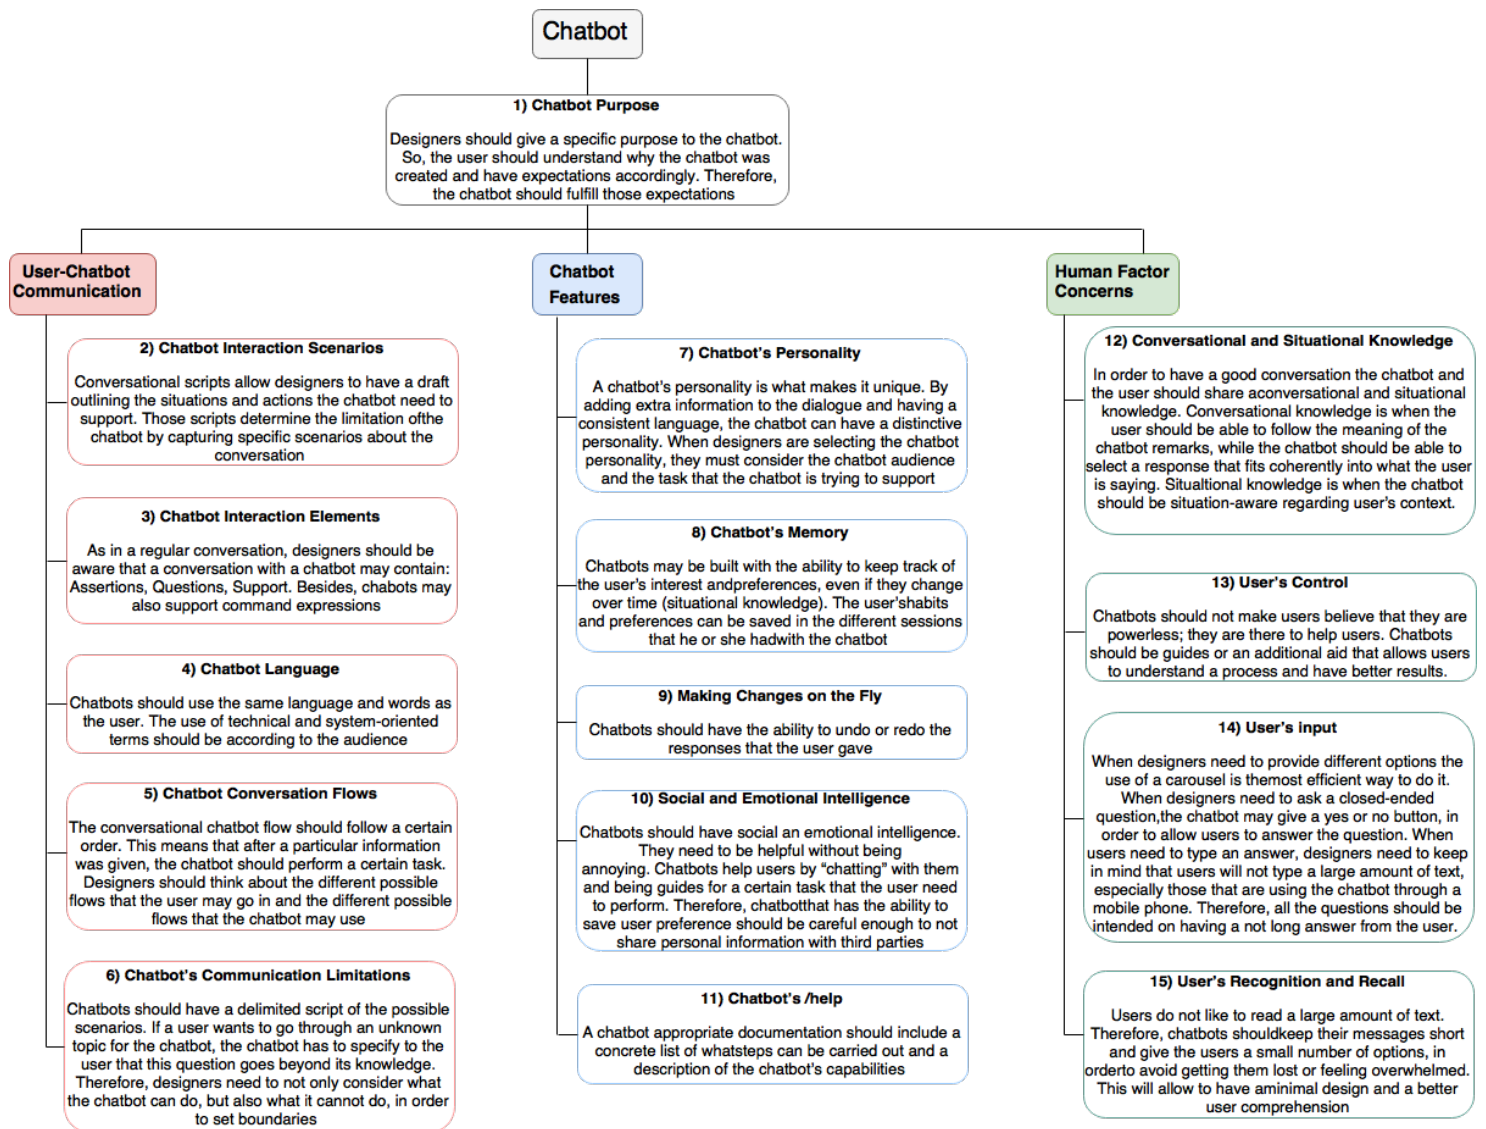 Chatbot
1) Chatbot Purpose
Designers should give a specific purpose to the chatbot.
So, the user should understand why the chatbot was
created and have expectations accordingly. Therefore,
the chatbot should fulfill those expectations
User-Chatbot
Communication
2) Chatbot Interaction Scenarios
Conversational scripts allow designers to have a draft
outlining the situations and actions the chatbot need to
support. Those scripts determine the limitation ofthe
chatbot by capturing specific scenarios about the
conversation
3) Chatbot Interaction Elements
As in a regular conversation, designers should be
aware that a conversation with a chatbot may contain:
Assertions, Questions, Support. Besides, chabots may
also support command expressions
4) Chatbot Language
Chatbots should use the same language and words as
the user. The use of technical and system-oriented
terms should be according to the audience
5) Chatbot Conversation Flows
The conversational chatbot flow should follow a certain
order. This means that after a particular information
was given, the chatbot should perform a certain task.
Designers should think about the different possible
flows that the user may go in and the different possible
flows that the chatbot may use
6) Chatbot's Communication Limitations
Chatbots should have a delimited script of the possible
scenarios. If a user wants to go through an unknown
topic for the chatbot, the chatbot has to specify to the
user that this question goes beyond its knowledge.
Therefore, designers need to not only consider what
the chatbot can do, but also what it cannot do, in order
to set boundaries
Chatbot
Features
7) Chatbot's Personality
A chatbot's personality is what makes it unique. By
adding extra information to the dialogue and having a
consistent language, the chatbot can have a distinctive
personality. When designers are selecting the chatbot
personality, they must consider the chatbot audience
and the task that the chatbot is trying to support
8) Chatbot's Memory
Chatbots may be built with the ability to keep track of
the user's interest andpreferences, even if they change
over time (situational knowledge). The user'shabits
and preferences can be saved in the different sessions
that he or she hadwith the chatbot
9) Making Changes on the Fly
Chatbots should have the ability to undo or redo the
responses that the user gave
10) Social and Emotional Intelligence
Chatbots should have social an emotional intelligence.
They need to be helpful without being
annoying. Chatbots help users by “chatting” with them
and being guides for a certain task that the user need
to perform. Therefore, chatbotthat has the ability to
save user preference should be careful enough to not
share personal information with third parties
11) Chatbot's /help
A chatbot appropriate documentation should include a
concrete list of whatsteps can be carried out and a
description of the chatbot's capabilities
Human Factor
Concerns
12) Conversational and Situational Knowledge
In order to have a good conversation the chatbot and
the user should share aconversational and situational
knowledge. Conversational knowledge is when the
user should be able to follow the meaning of the
chatbot remarks, while the chatbot should be able to
select a response that fits coherently into what the user
is saying. Situaltional knowledge is when the chatbot
should be situation-aware regarding user's context.
13) User's Control
Chatbots should not make users believe that they are
powerless; they are there to help users. Chatbots
should be guides or an additional aid that allows users
to understand a process and have better results.
14) User's input
When designers need to provide different options the
use of a carousel is themost efficient way to do it.
When designers need to ask a closed-ended
question,the chatbot may give a yes or no button, in
order to allow users to answer the question. When
users need to type an answer, designers need to keep
in mind that users will not type a large amount of text,
especially those that are using the chatbot through a
mobile phone. Therefore, all the questions should be
intended on having a not long answer from the user.
15) User's Recognition and Recall
Users do not like to read a large amount of text.
Therefore, chatbots shouldkeep their messages short
and give the users a small number of options, in
orderto avoid getting them lost or feeling overwhelmed.
This will allow to have aminimal design and a better
user comprehension